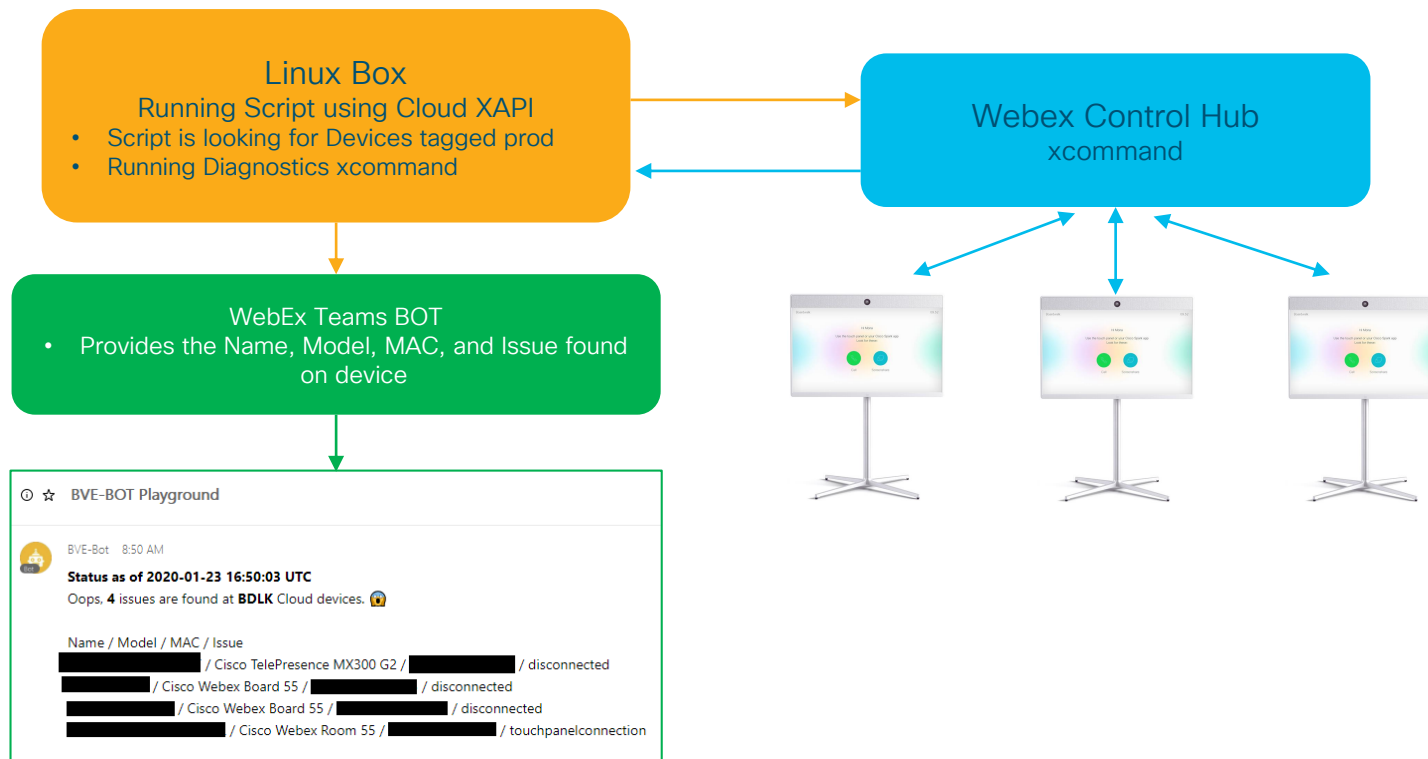 Linux Box
Running Script using Cloud XAPI
• Script is looking for Devices tagged prod
• Running Diagnostics xcommand
Webex Control Hub
xcommand
WebEx Teams BOT
• Provides the Name, Model, MAC, and Issue found
on device
BVE-BOT Playground
BVE-Bot 8:50 AM
Bot
Status as of 2020-01-23 16:50:03 UTC
Oops, 4 issues are found at BDLK Cloud devices. 😱
Name / Model / MAC / Issue
/ Cisco TelePresence MX300 G2 / / disconnected
/ Cisco Webex Board 55 / / disconnected
/ Cisco Webex Board 55 / / disconnected
/ Cisco Webex Room 55 / / touchpanelconnection